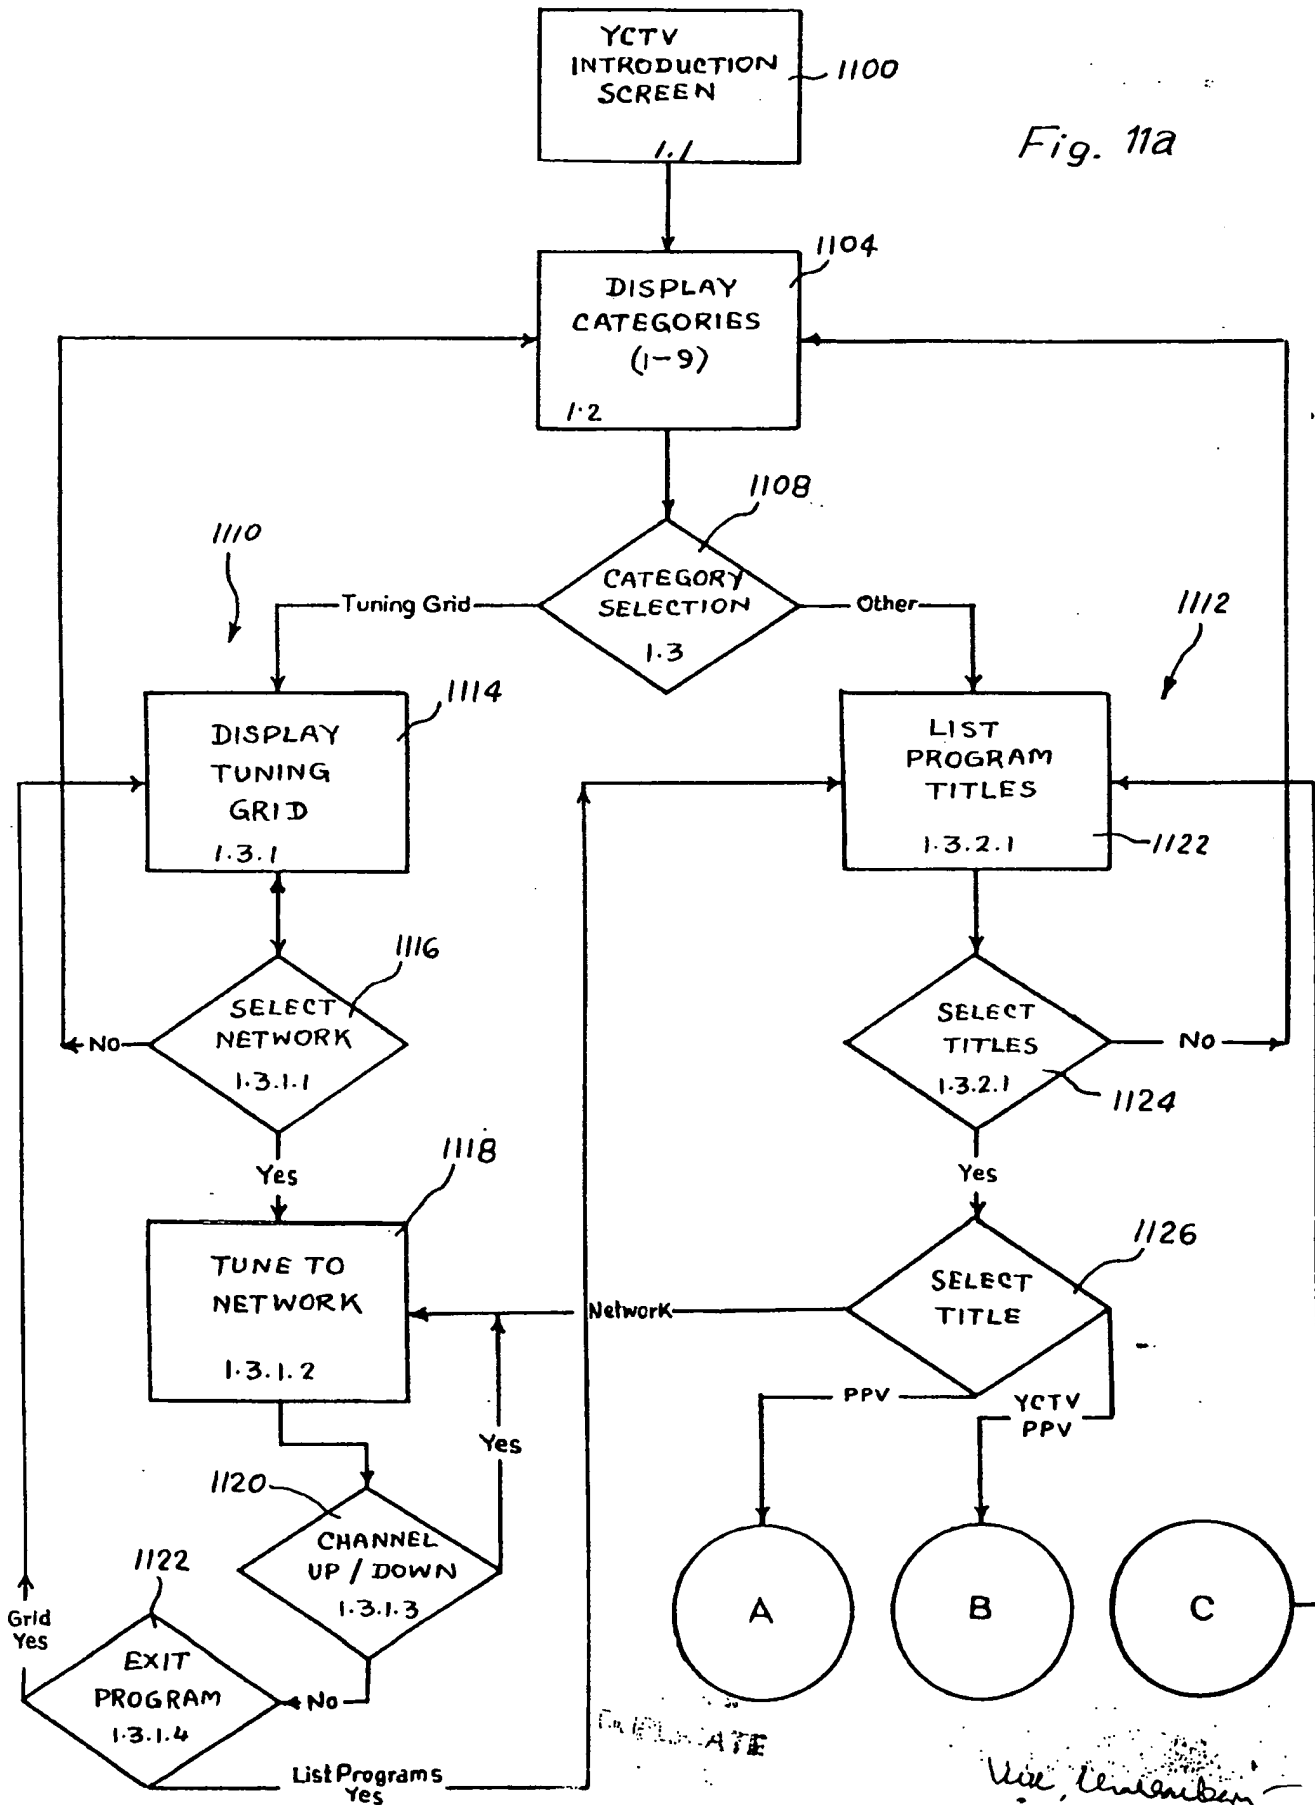 YCTV
INTRODUCTION
SCREEN
1.1
1100
Fig. 11a
1104
DISPLAY
CATEGORIES
(1-9)
1.2
1108
CATEGORY
SELECTION
1.3
Tuning Grid
Other
1110
1112
1114
DISPLAY
TUNING
GRID
1.3.1
LIST
PROGRAM
TITLES
1.3.2.1
1122
1116
SELECT
NETWORK
1.3.1.1
No
Yes
SELECT
TITLES
1.3.2.1
1124
No
Yes
1118
TUNE TO
NETWORK
1.3.1.2
Network
1126
SELECT
TITLE
PPV
YCTV
PPV
Yes
1120
CHANNEL
UP / DOWN
1.3.1.3
No
1122
EXIT
PROGRAM
1.3.1.4
Grid
Yes
List Programs
Yes
A
B
C